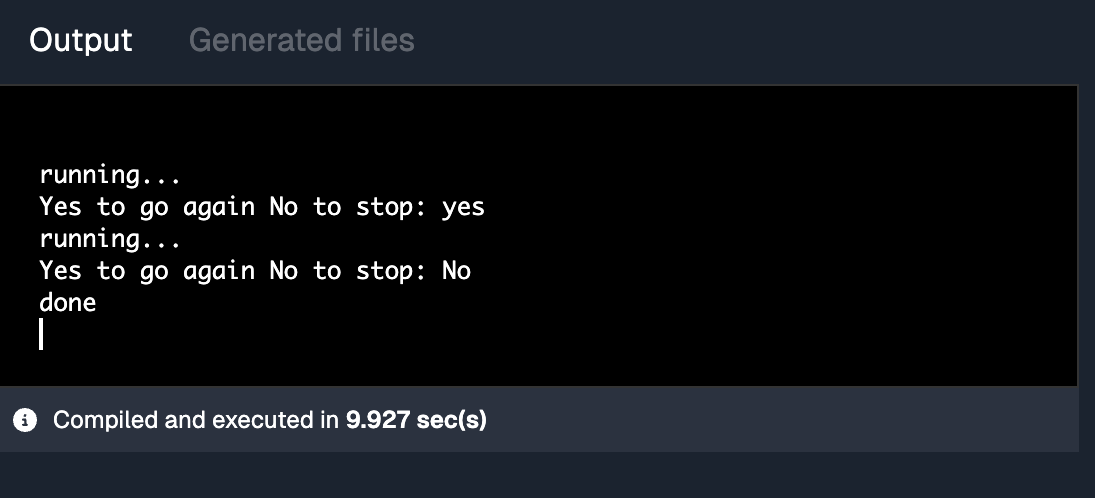 Output Generated files
running...
Yes to go again No to stop: yes
running...
Yes to go again No to stop: No
done
Compiled and executed in 9.927 sec(s)